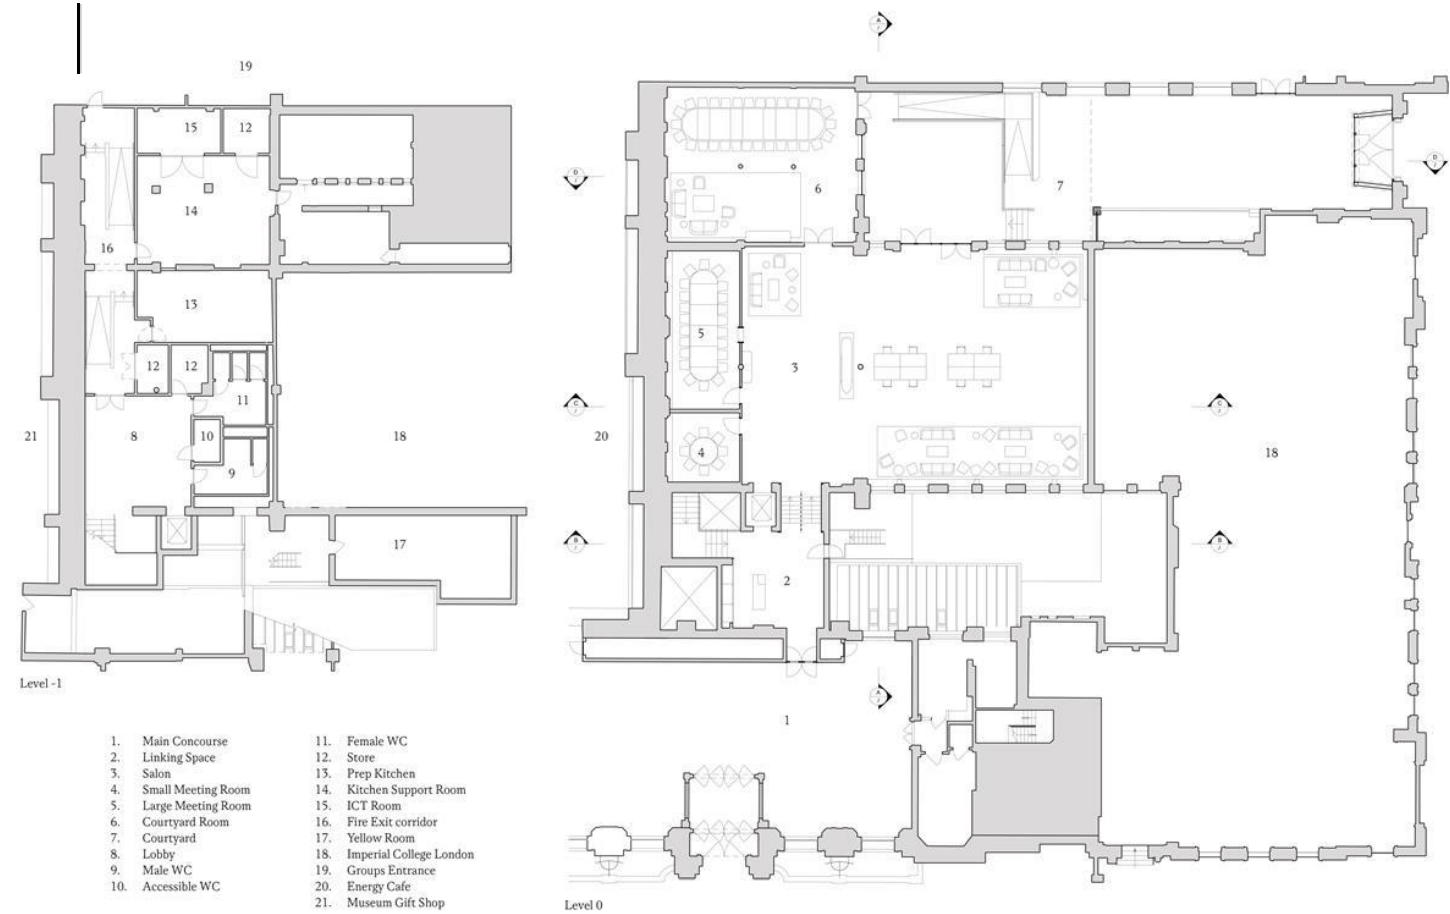 19
15
12
14
16
13
12
12
11
21
8
10
18
9
17
Level -1
A
/
D
/
D
/
6
7
5
3
C
/
C
/
20
4
18
B
/
B
/
2
A
/
1
1. Main Concourse
2. Linking Space
3. Salon
4. Small Meeting Room
5. Large Meeting Room
6. Courtyard Room
7. Courtyard
8. Lobby
9. Male WC
10. Accessible WC
11. Female WC
12. Store
13. Prep Kitchen
14. Kitchen Support Room
15. ICT Room
16. Fire Exit corridor
17. Yellow Room
18. Imperial College London
19. Groups Entrance
20. Energy Cafe
21. Museum Gift Shop
Level 0